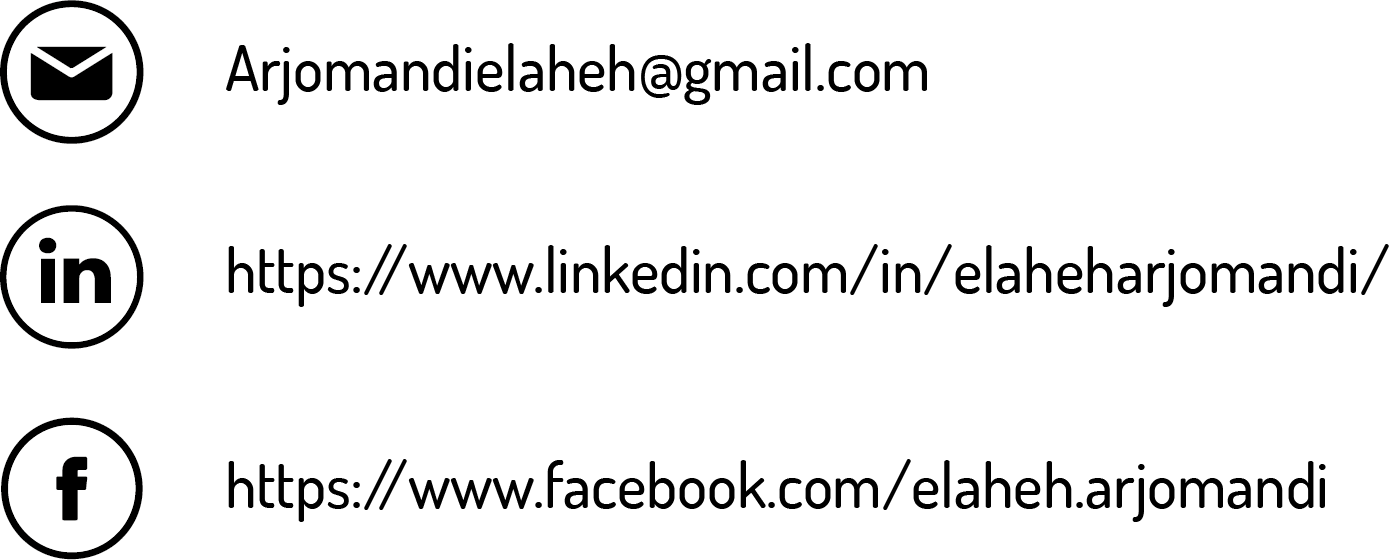 Arjomandielaheh@gmail.com
in
https://www.linkedin.com/in/elaheharjomandi/
f
https://www.facebook.com/elaheh.arjomandi